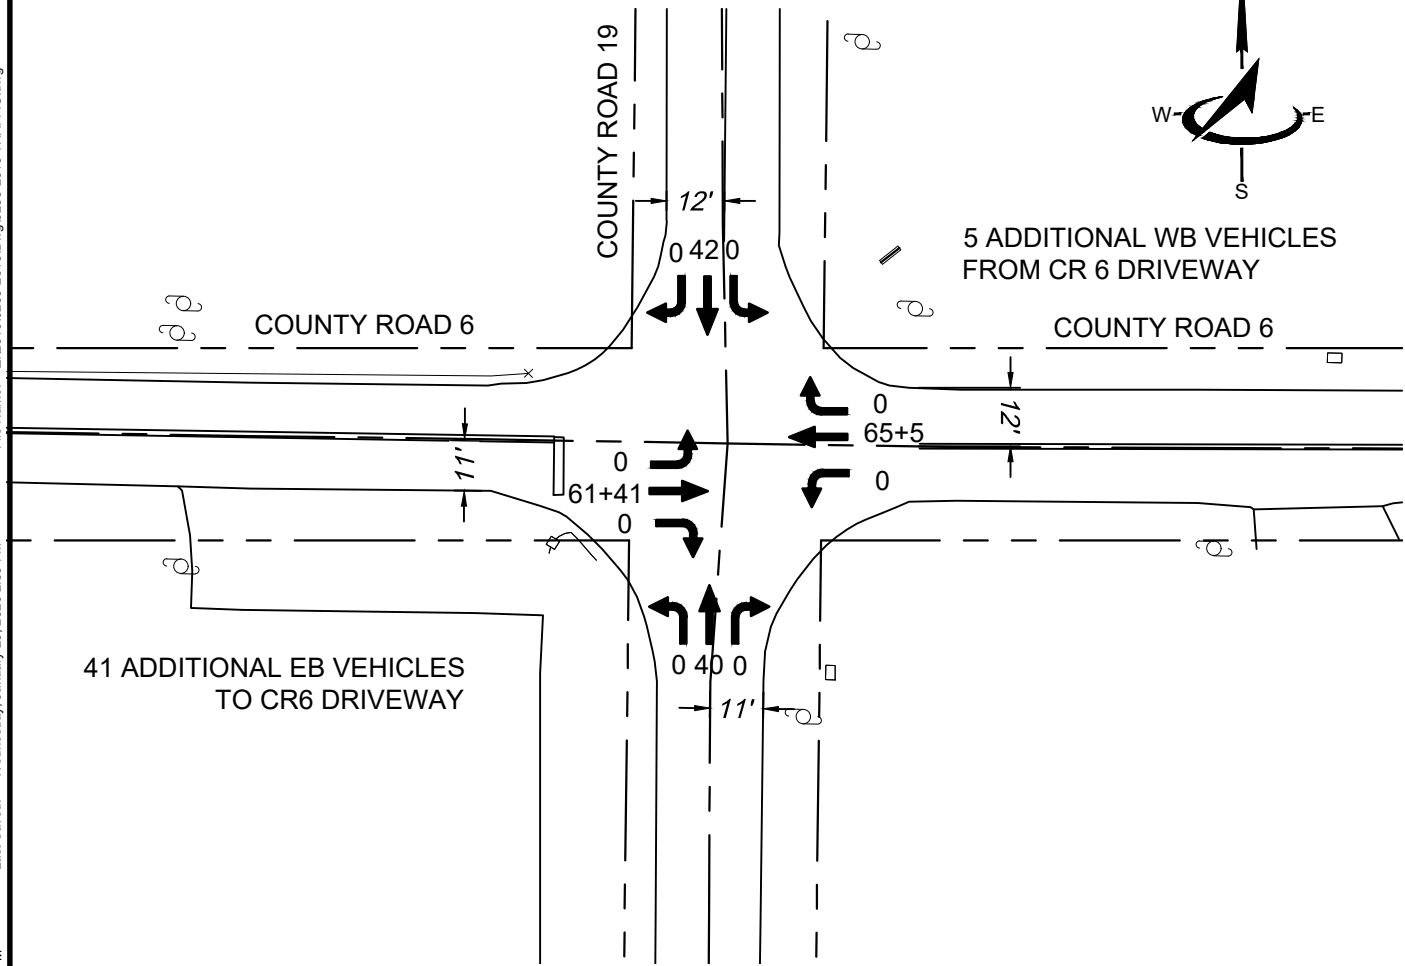 COUNTY ROAD 19
W
E
S
12'
5 ADDITIONAL WB VEHICLES
FROM CR 6 DRIVEWAY
0 42 0
COUNTY ROAD 6
COUNTY ROAD 6
0
12'
65+5
11'
0
0
61+41
0
0 40 0
41 ADDITIONAL EB VEHICLES
TO CR6 DRIVEWAY
11'